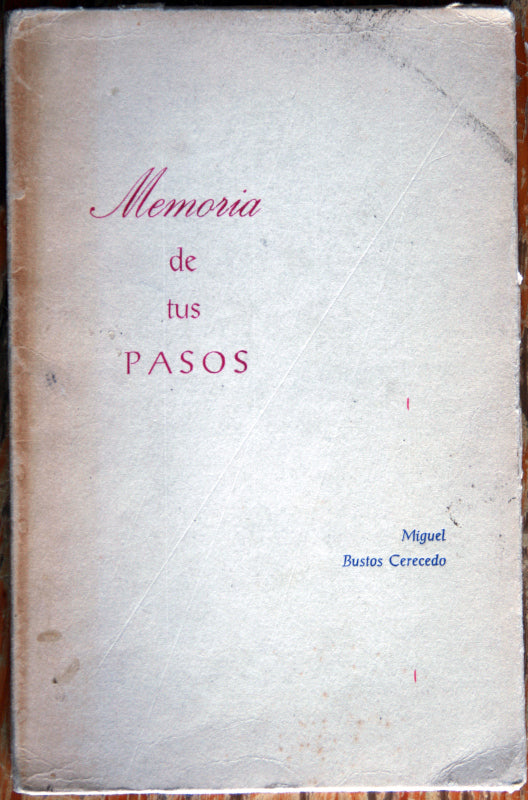 Memoria
de
tus
PASOS
Miguel
Bustos Cerecedo